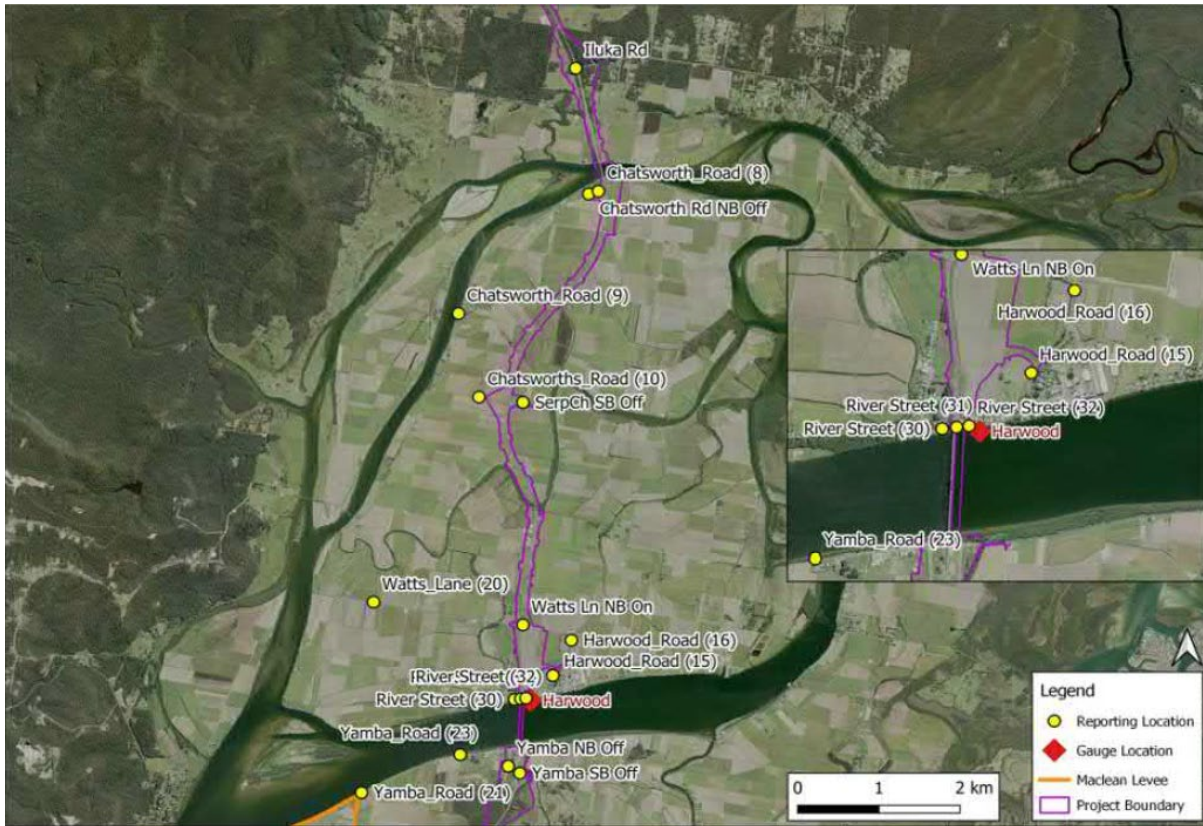 Iluka Rd
Chatsworth_Road (8)
Chatsworth Rd NB Off
Chatsworth_Road (9)
Chatsworths_Road (10)
SerpCh SB Off
Watts Ln NB On
Harwood_Road (16)
Harwood_Road (15)
River Street (31) River Street (32)
River Street (30) Harwood
Yamba_Road (23)
Watts_Lane (20)
Watts Ln NB On
Harwood_Road (16)
Harwood_Road (15)
River Street (32)
River Street (30) Harwood
Yamba_Road (23)
Yamba NB Off
Yamba SB Off
Yamba_Road (21)
Legend
Reporting Location
Gauge Location
Maclean Levee
Project Boundary
0 1 2 km